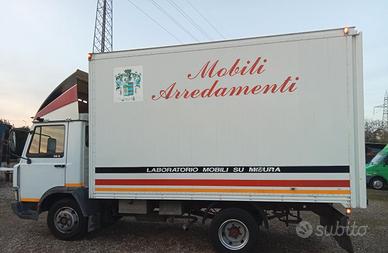 Mobili
Arredamenti
LABORATORIO MOBILI SU MISURA
subito